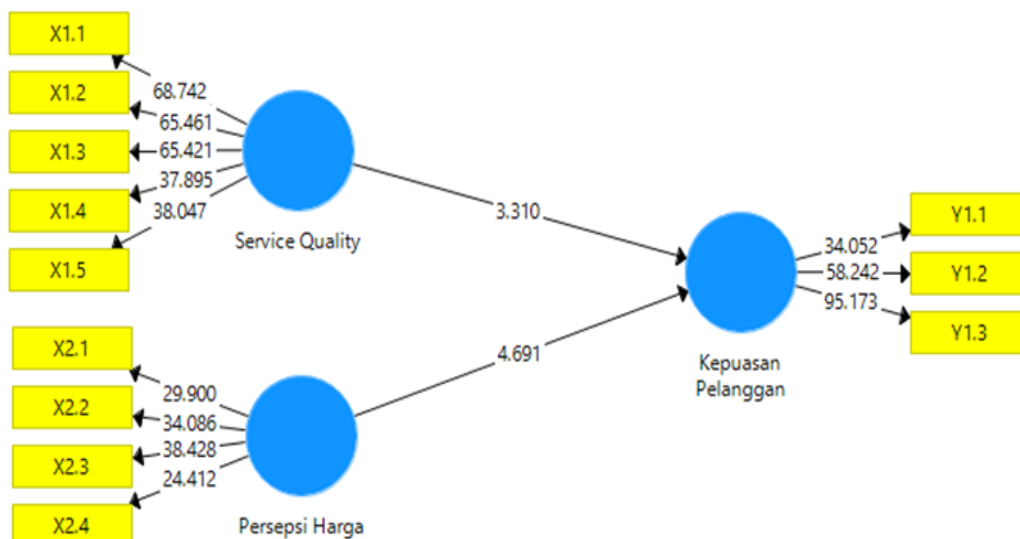 X1.1
X1.2
X1.3
X1.4
X1.5
68.742
65.461
65.421
37.895
38.047
Service Quality
3.310
X2.1
X2.2
X2.3
X2.4
29.900
34.086
38.428
24.412
Persepsi Harga
4.691
Kepuasan
Pelanggan
34.052
58.242
95.173
Y1.1
Y1.2
Y1.3